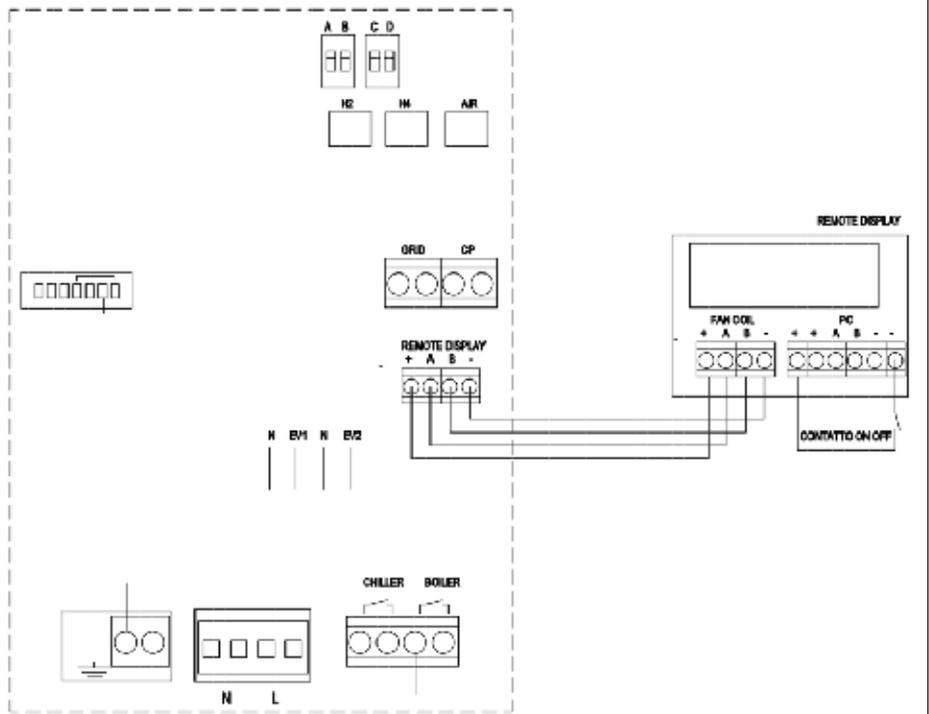 A B C D
H2 H4 AIR
REMOTE DISPLAY
GRID CP
FAN COIL PC
+ A B - + + A B - -
REMOTE DISPLAY
+ A B -
N EV1 N EV2
CONTATTO ON OFF
CHILLER BOILER
N L